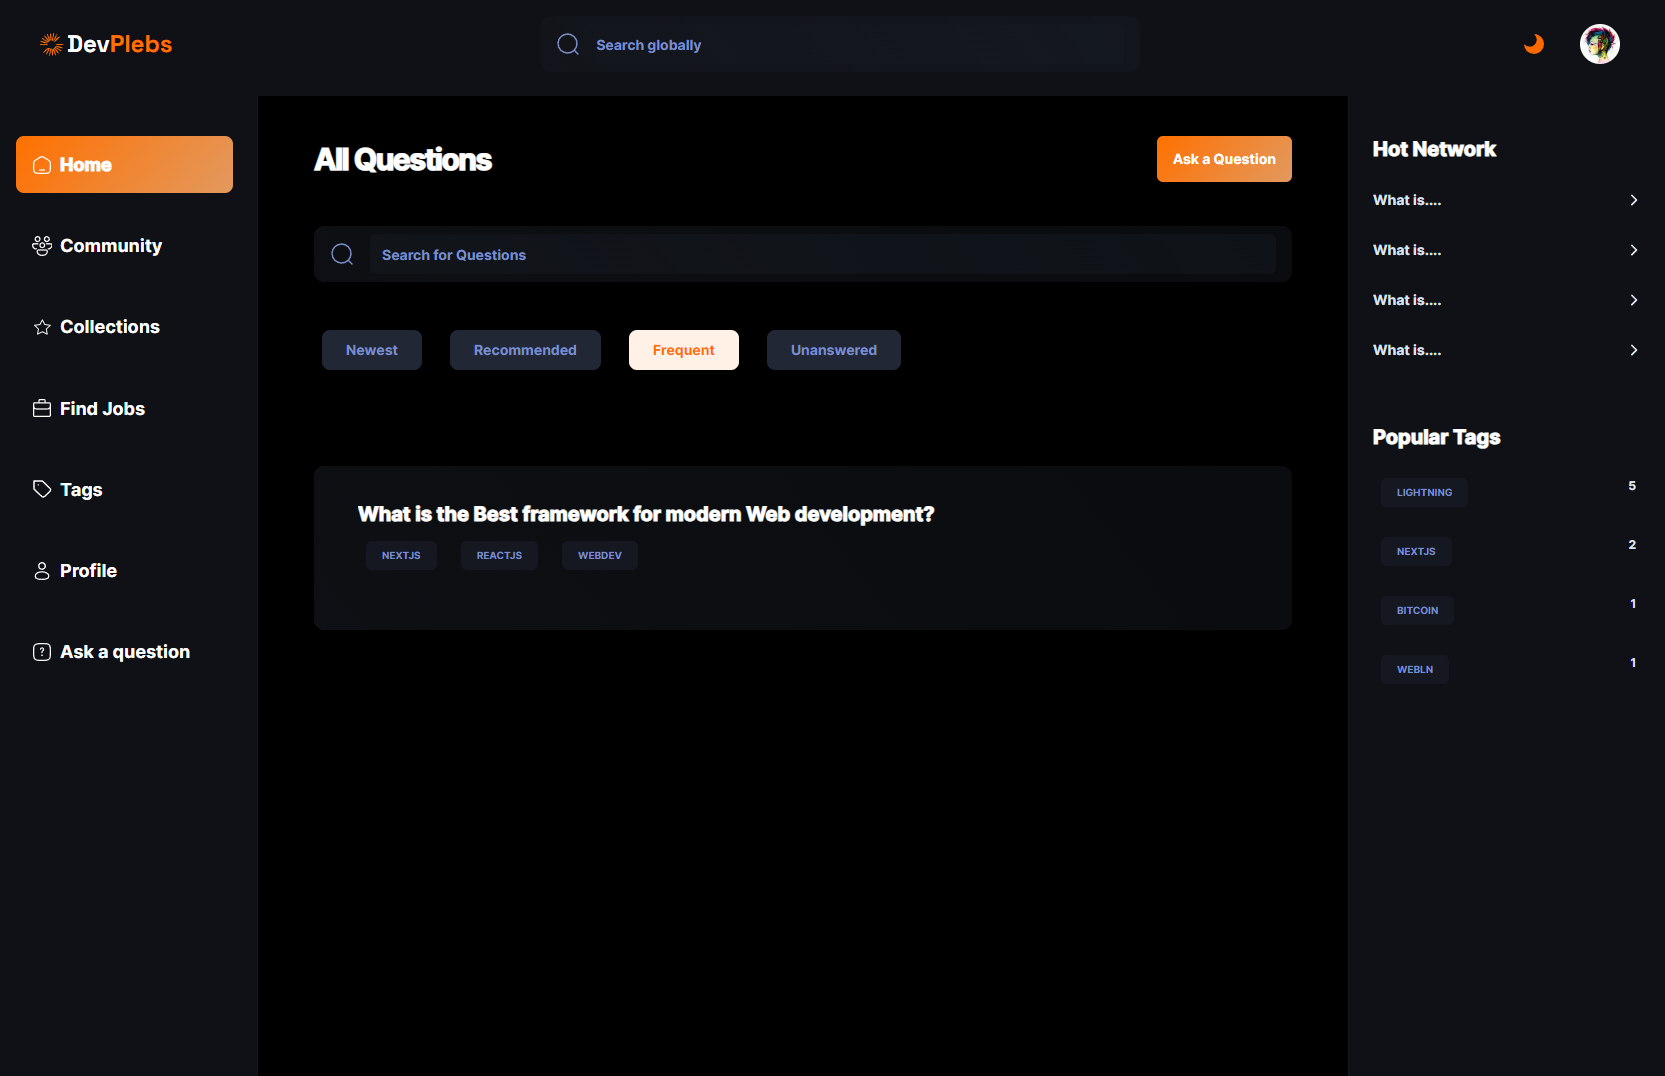 DevPlebs
Search globally
Home
Community
Collections
Find Jobs
Tags
Profile
Ask a question
All Questions
Ask a Question
Search for Questions
Newest
Recommended
Frequent
Unanswered
What is the Best framework for modern Web development?
NEXTJS
REACTJS
WEBDEV
Hot Network
What is....
What is....
What is....
What is....
Popular Tags
LIGHTNING 5
NEXTJS 2
BITCOIN 1
WEBLN 1